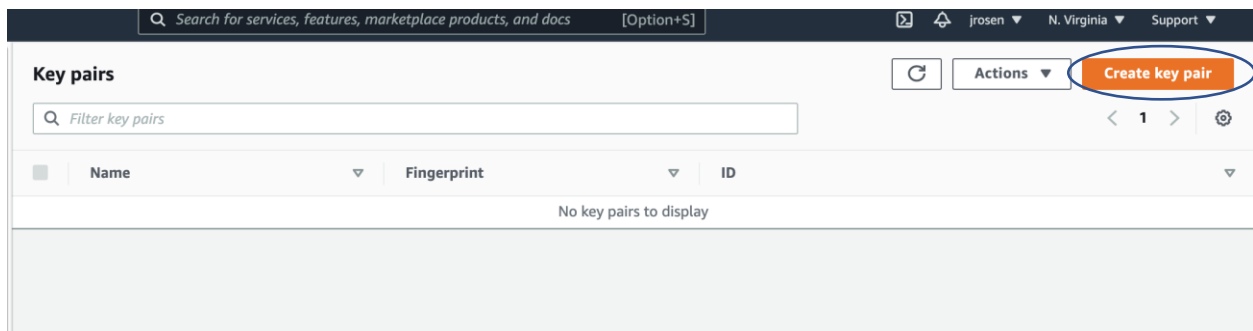 Search for services, features, marketplace products, and docs [Option+S] jrosen N. Virginia Support
Key pairs Actions Create key pair
Filter key pairs 1
Name Fingerprint ID
No key pairs to display